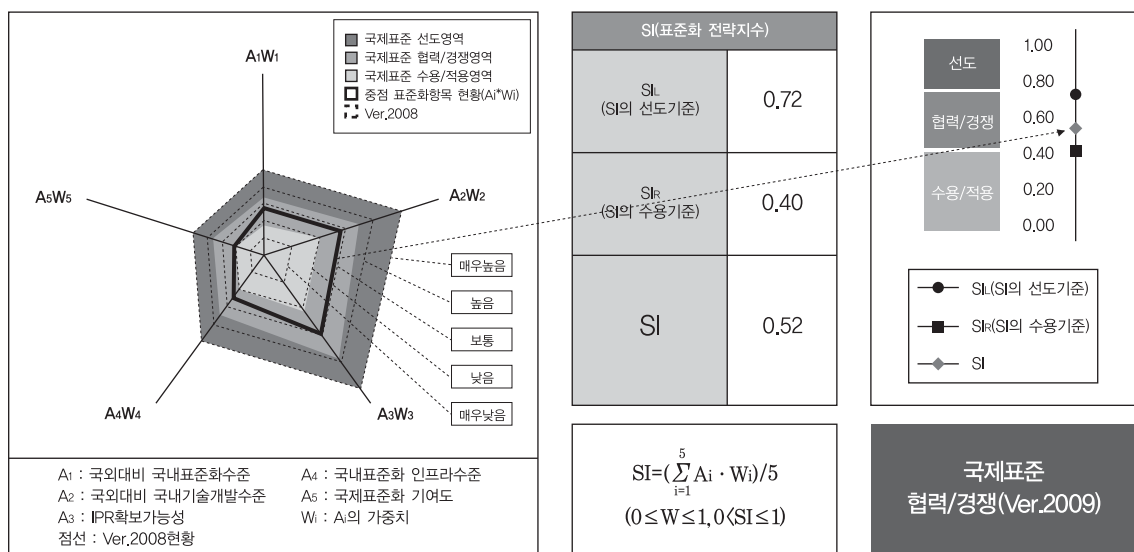 국제표준 선도영역
국제표준 협력/경쟁영역
국제표준 수용/적용영역
중점 표준화항목 현황(Ai*Wi)
Ver.2008
A1W1
A2W2
A3W3
A4W4
A5W5
매우높음
높음
보통
낮음
매우낮음
A1 : 국외대비 국내표준화수준
A2 : 국외대비 국내기술개발수준
A3 : IPR확보가능성
점선 : Ver.2008현황
A4 : 국내표준화 인프라수준
A5 : 국제표준화 기여도
Wi : Ai의 가중치
SI(표준화 전략지수)
SIL
(SI의 선도기준)
0.72
SIR
(SI의 수용기준)
0.40
SI
0.52
SI=(∑Ai · Wi)/5
5
i=1
(0≤W≤1, 0〈SI≤1)
선도
협력/경쟁
수용/적용
1.00
0.80
0.60
0.40
0.20
0.00
SIL(SI의 선도기준)
SIR(SI의 수용기준)
SI
국제표준
협력/경쟁(Ver.2009)